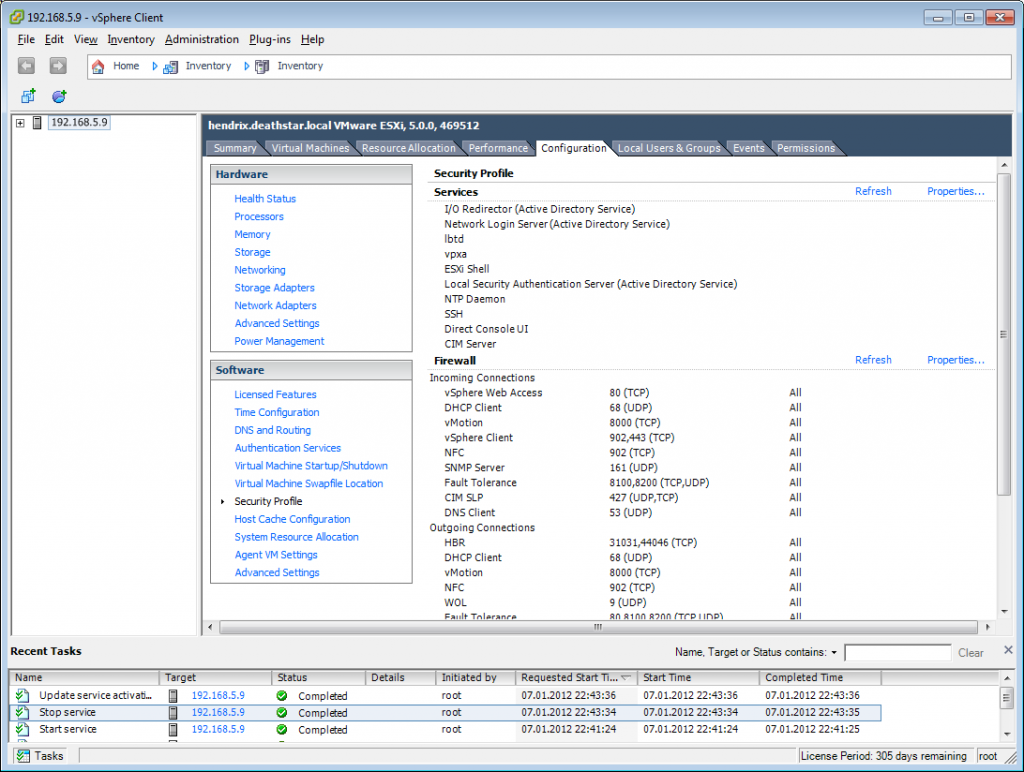 192.168.5.9 - vSphere Client
File Edit View Inventory Administration Plug-ins Help
Home Inventory Inventory
192.168.5.9
hendrix.deathstar.local VMware ESXi, 5.0.0, 469512
Summary Virtual Machines Resource Allocation Performance Configuration Local Users & Groups Events Permissions
Hardware
Health Status
Processors
Memory
Storage
Networking
Storage Adapters
Network Adapters
Advanced Settings
Power Management
Software
Licensed Features
Time Configuration
DNS and Routing
Authentication Services
Virtual Machine Startup/Shutdown
Virtual Machine Swapfile Location
Security Profile
Host Cache Configuration
System Resource Allocation
Agent VM Settings
Advanced Settings
Security Profile
Services Refresh Properties...
I/O Redirector (Active Directory Service)
Network Login Server (Active Directory Service)
lbtd
vpxa
ESXi Shell
Local Security Authentication Server (Active Directory Service)
NTP Daemon
SSH
Direct Console UI
CIM Server
Firewall Refresh Properties...
Incoming Connections
vSphere Web Access 80 (TCP) All
DHCP Client 68 (UDP) All
vMotion 8000 (TCP) All
vSphere Client 902,443 (TCP) All
NFC 902 (TCP) All
SNMP Server 161 (UDP) All
Fault Tolerance 8100,8200 (TCP,UDP) All
CIM SLP 427 (UDP,TCP) All
DNS Client 53 (UDP) All
Outgoing Connections
HBR 31031,44046 (TCP) All
DHCP Client 68 (UDP) All
vMotion 8000 (TCP) All
NFC 902 (TCP) All
WOL 9 (UDP) All
Fault Tolerance 80,8100,8200 (TCP,UDP) All
Recent Tasks Name, Target or Status contains: Clear
Name Target Status Details Initiated by Requested Start Ti... Start Time Completed Time
Update service activati... 192.168.5.9 Completed root 07.01.2012 22:43:36 07.01.2012 22:43:36 07.01.2012 22:43:36
Stop service 192.168.5.9 Completed root 07.01.2012 22:43:34 07.01.2012 22:43:34 07.01.2012 22:43:35
Start service 192.168.5.9 Completed root 07.01.2012 22:41:24 07.01.2012 22:41:24 07.01.2012 22:41:25
Tasks License Period: 305 days remaining root